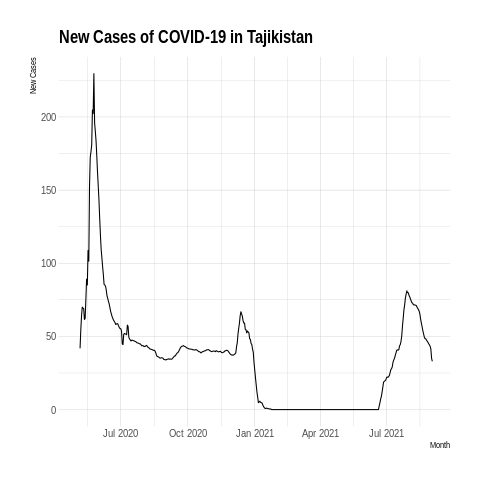 New Cases of COVID-19 in Tajikistan
New Cases
200
150
100
50
0
Jul 2020
Oct 2020
Jan 2021
Apr 2021
Jul 2021
Month